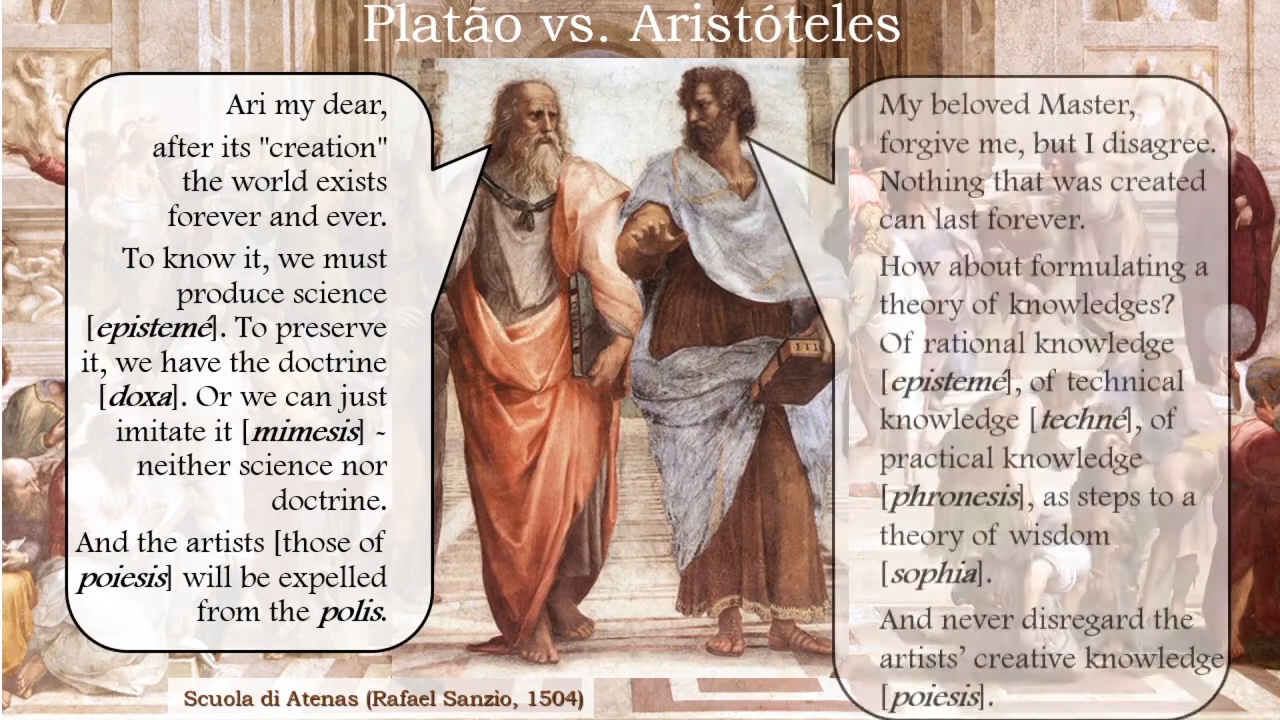 Platão vs. Aristóteles
Ari my dear,
after its "creation"
the world exists
forever and ever.
To know it, we must
produce science
[epistemé]. To preserve
it, we have the doctrine
[doxa]. Or we can just
imitate it [mimesis] ~
neither science nor
doctrine.
And the artists [those of
poiesis] will be expelled
from the polis.
My beloved Master,
forgive me, but I disagree.
Nothing that was created
can last forever.
How about formulating a
theory of knowledges?
Of rational knowledge
[epistemé], of technical
knowledge [techné], of
practical knowledge
[phronesis], as steps to a
theory of wisdom
[sophia].
And never disregard the
artists’ creative knowledge
[poiesis].
Scuola di Atenas (Rafael Sanzio, 1504)